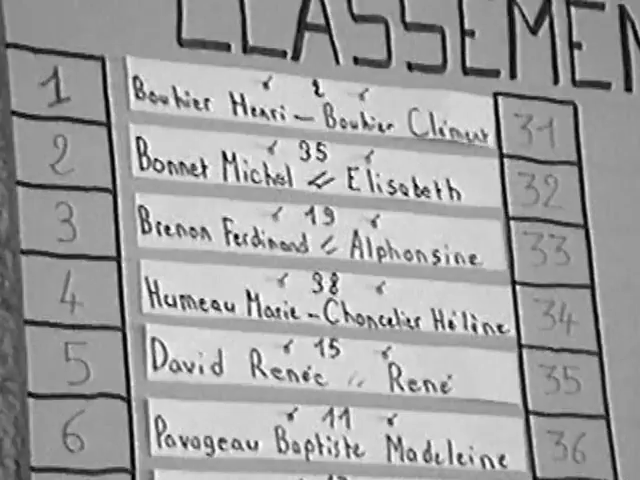 CLASSEMEN
1 Bouhier Henri - Bouhier Clément 2 31
2 Bonnet Michel Elisabeth 35 32
3 Brenon Ferdinand Alphonsine 19 33
4 Humeau Marie - Chancelier Hélène 38 34
5 David Renée " René 15 35
6 Pavageau Baptiste Madeleine 11 36